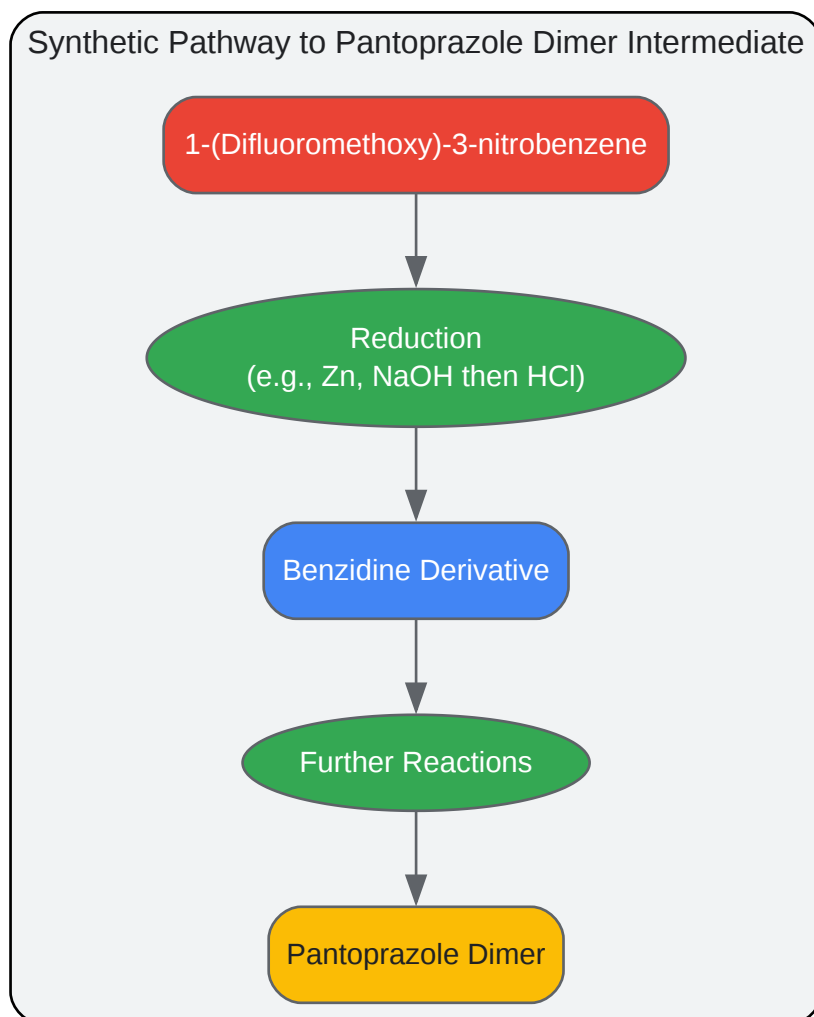 Synthetic Pathway to Pantoprazole Dimer Intermediate
1-(Difluoromethoxy)-3-nitrobenzene
Reduction
(e.g., Zn, NaOH then HCl)
Benzidine Derivative
Further Reactions
Pantoprazole Dimer